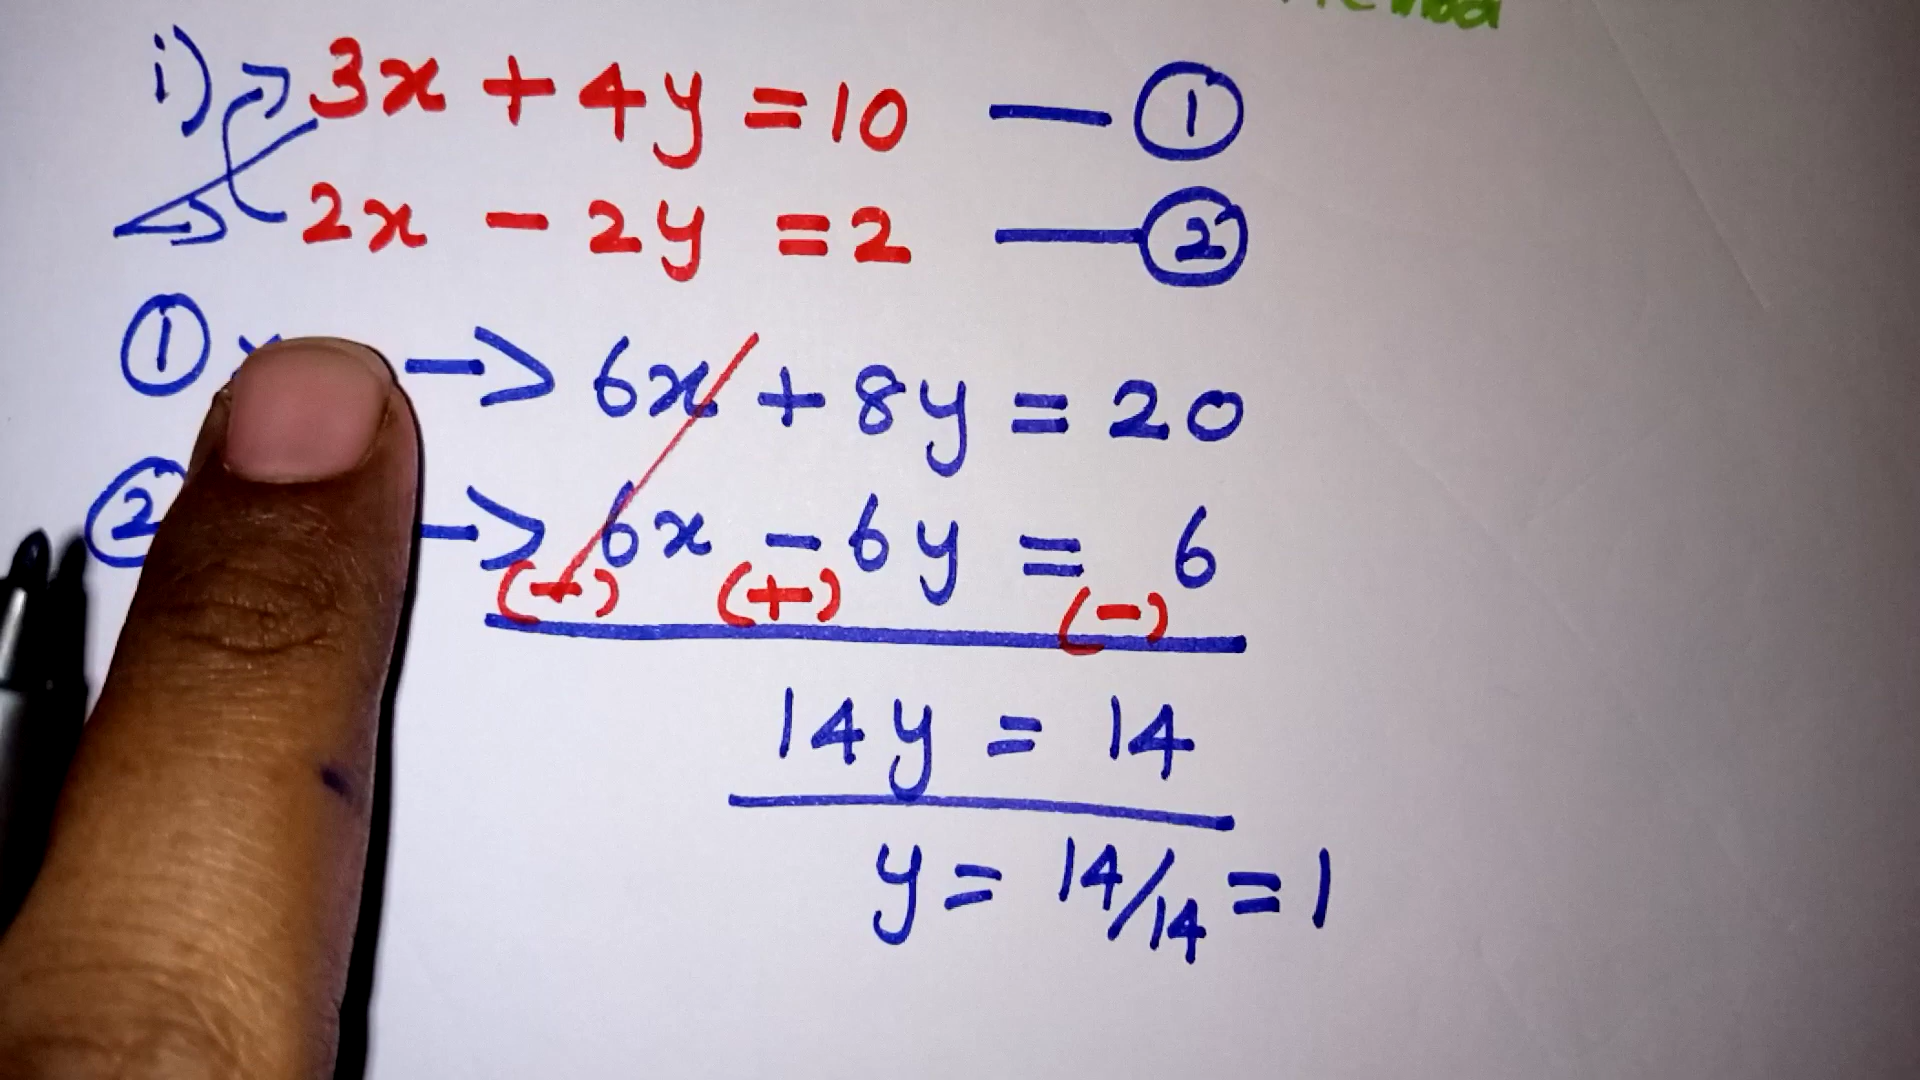 i) 3x + 4y = 10 — ①
2x - 2y = 2 — ②
① x -> 6x + 8y = 20
② -> 6x - 6y = 6
(-) (+) (-)
14y = 14
y = 14/14 = 1